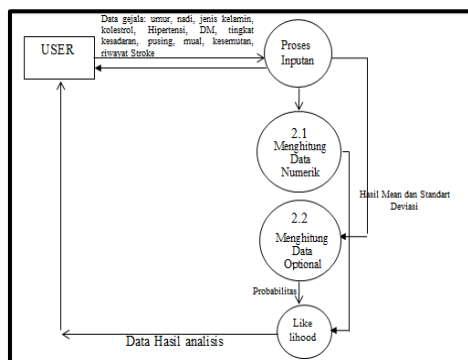 Data gejala: umur, nadi, jenis kelamin,
kolestrol, Hipertensi, DM, tingkat
kesadaran, pusing, mual, kesemutan,
riwayat Stroke
USER
Proses
Inputan
2.1
Menghitung
Data
Numerik
Hasil Mean dan Standart
Deviasi
2.2
Menghitung
Data
Optional
Probabilitas
Like
lihood
Data Hasil analisis